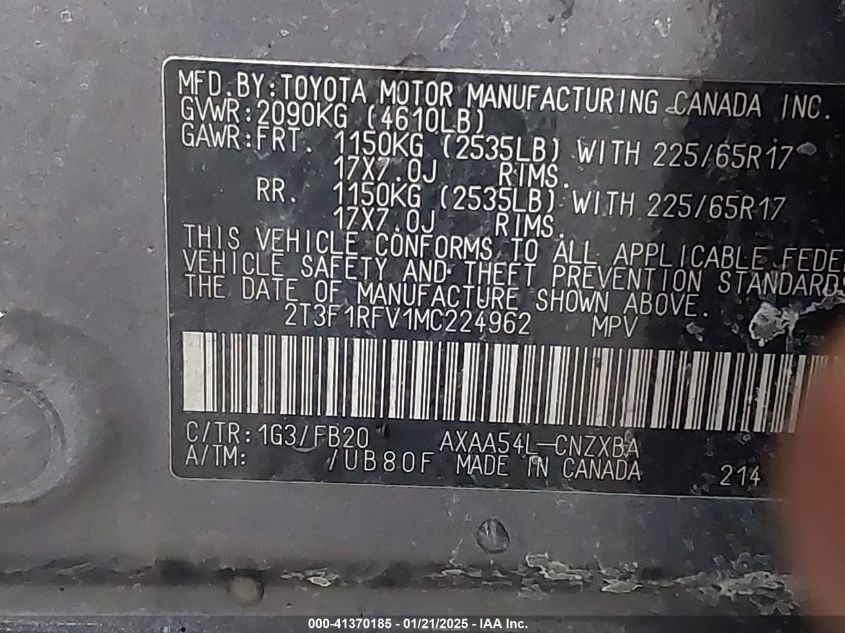 MFD.BY:TOYOTA MOTOR MANUFACTURING CANADA INC.
GVWR:2090KG (4610LB)
GAWR:FRT. 1150KG (2535LB) WITH 225/65R17
17X7.0J RIMS.
RR. 1150KG (2535LB) WITH 225/65R17
17X7.0J RIMS.
THIS VEHICLE CONFORMS TO ALL APPLICABLE FEDE
VEHICLE SAFETY AND THEFT PREVENTION STANDARDS
THE DATE OF MANUFACTURE SHOWN ABOVE.
2T3F1RFV1MC224962 MPV
C/TR:1G3/FB20 AXAA54L-CNZXBA
A/TM: /UB80F MADE IN CANADA 214
000-41370185 - 01/21/2025 - IAA Inc.